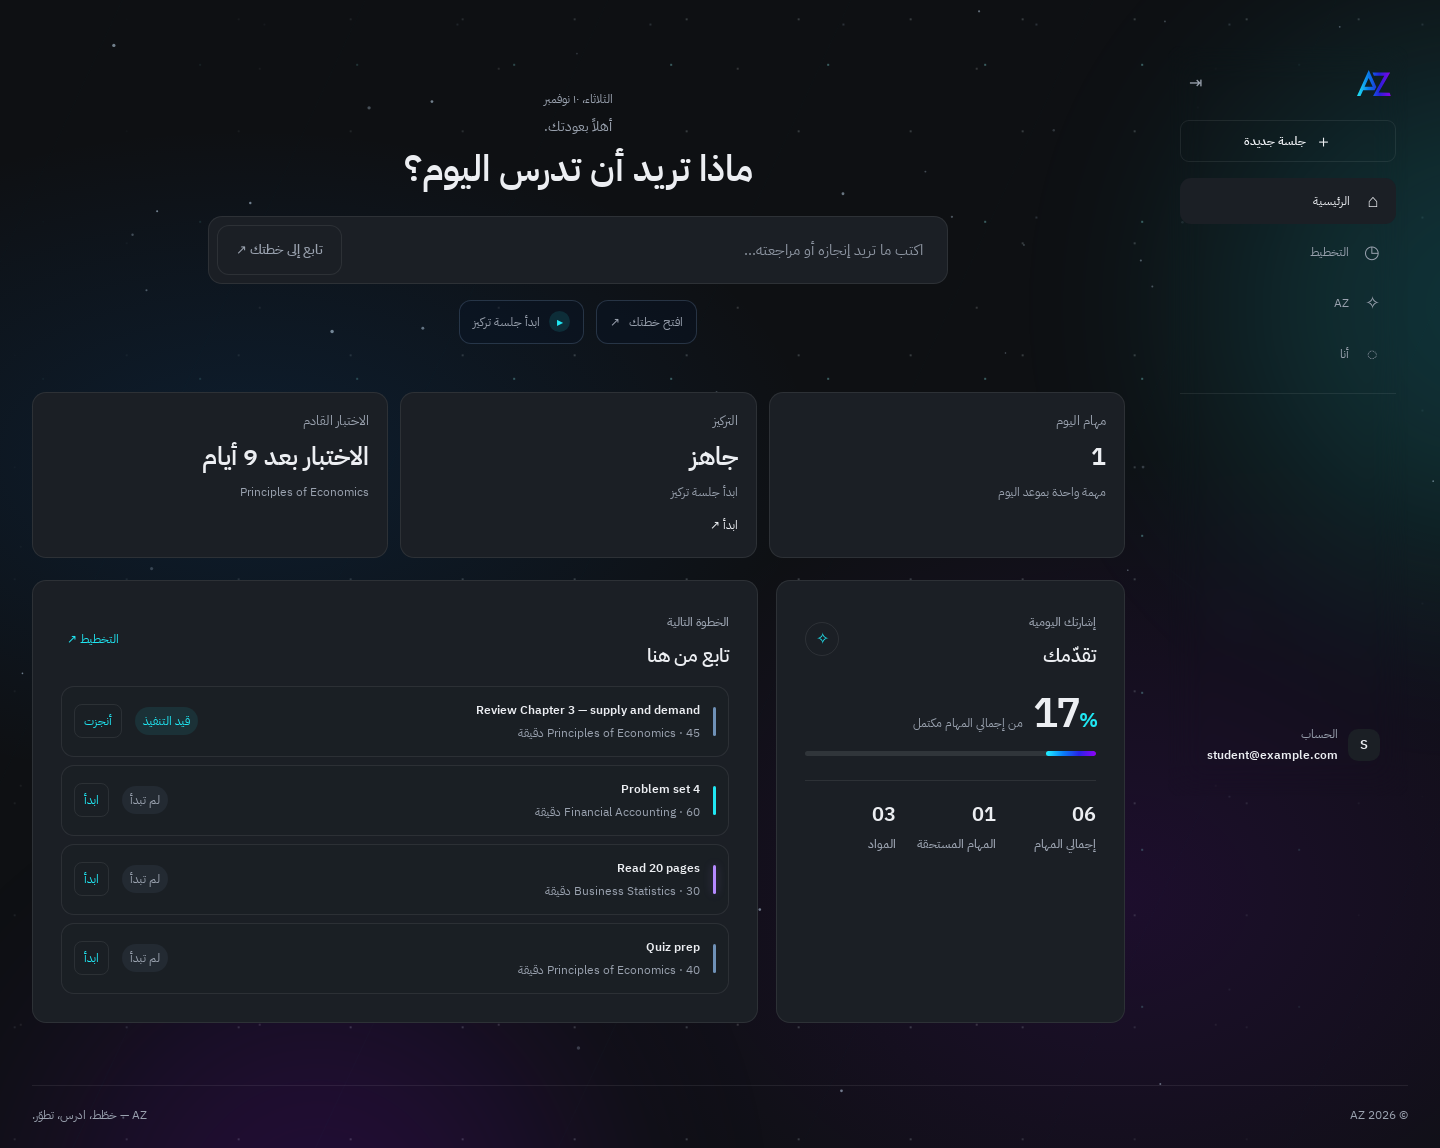 AZ
+ جلسة جديدة
الرئيسية
التخطيط
AZ
أنا
الحساب
S
student@example.com
الثلاثاء، ١٠ نوفمبر
أهلاً بعودتك.
ماذا تريد أن تدرس اليوم؟
اكتب ما تريد إنجازه أو مراجعته...
تابع إلى خطتك ↗
افتح خطتك ↗
ابدأ جلسة تركيز
مهام اليوم
1
مهمة واحدة بموعد اليوم
التركيز
جاهز
ابدأ جلسة تركيز
ابدأ ↗
الاختبار القادم
الاختبار بعد 9 أيام
Principles of Economics
إشارتك اليومية
تقدّمك
17%
من إجمالي المهام مكتمل
06
إجمالي المهام
01
المهام المستحقة
03
المواد
الخطوة التالية
تابع من هنا
التخطيط ↗
Review Chapter 3 — supply and demand
Principles of Economics · 45 دقيقة
قيد التنفيذ
أنجزت
Problem set 4
Financial Accounting · 60 دقيقة
لم تبدأ
ابدأ
Read 20 pages
Business Statistics · 30 دقيقة
لم تبدأ
ابدأ
Quiz prep
Principles of Economics · 40 دقيقة
لم تبدأ
ابدأ
© 2026 AZ
AZ — خطّط، ادرس، تطوّر.